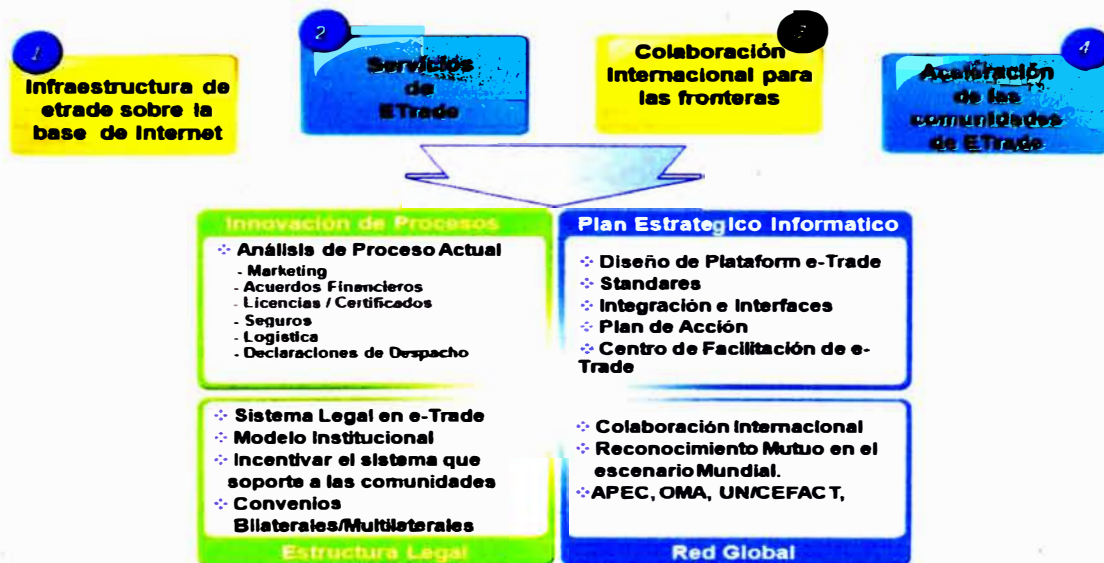 1
Infraestructura de
etrade sobre la
base de Internet
2
Servicios
de
ETrade
3
Colaboración
Internacional para
las fronteras
4
Aceleración
de las
comunidades
de ETrade
Innovación de Procesos
❖ Análisis de Proceso Actual
- Marketing
- Acuerdos Financieros
- Licencias / Certificados
- Seguros
- Logística
- Declaraciones de Despacho
Plan Estrategico Informatico
❖ Diseño de Plataform e-Trade
❖ Standares
❖ Integración e Interfaces
❖ Plan de Acción
❖ Centro de Facilitación de e-
Trade
❖ Sistema Legal en e-Trade
❖ Modelo Institucional
❖ Incentivar el sistema que
soporte a las comunidades
❖ Convenios
Bilaterales/Multilaterales
Estructura Legal
❖ Colaboración Internacional
❖ Reconocimiento Mutuo en el
escenario Mundial.
❖ APEC, OMA, UN/CEFACT,
Red Global